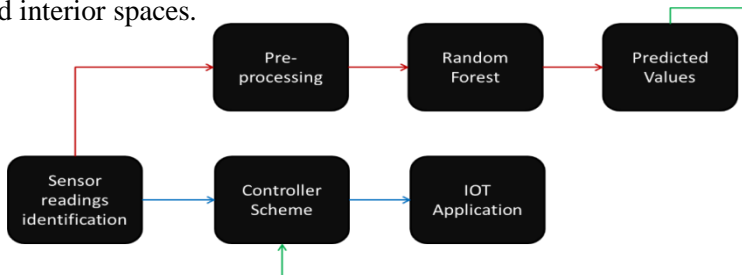 d interior spaces.
Pre-
processing
Random
Forest
Predicted
Values
Sensor
readings
identification
Controller
Scheme
IOT
Application